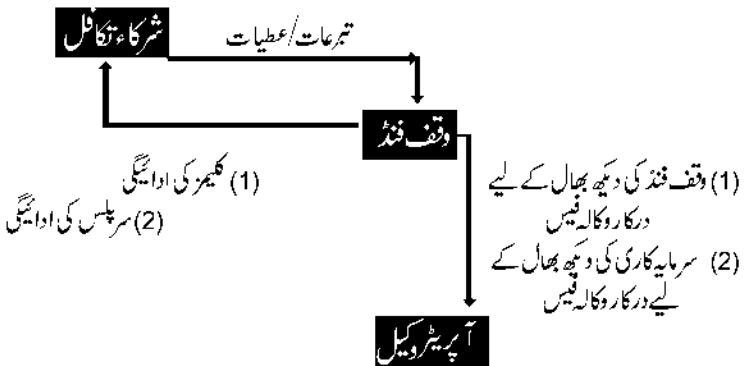 شرکاء تکافل
تبرعات/عطیات
وقف فنڈ
(1) کلیمز کی ادائیگی
(2) سرپلس کی ادائیگی
(1) وقف فنڈ کی دیکھ بھال کے لیے
درکار وکالہ فیس
(2) سرمایہ کاری کی دیکھ بھال کے
لیے درکار وکالہ فیس
آپریٹر وکیل